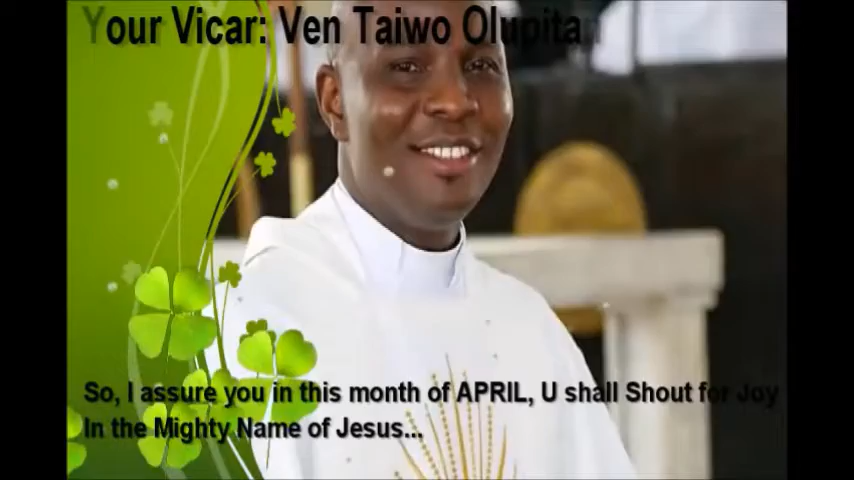 Your Vicar: Ven Taiwo Olupitan
So, I assure you in this month of APRIL, U shall Shout for Joy
In the Mighty Name of Jesus...